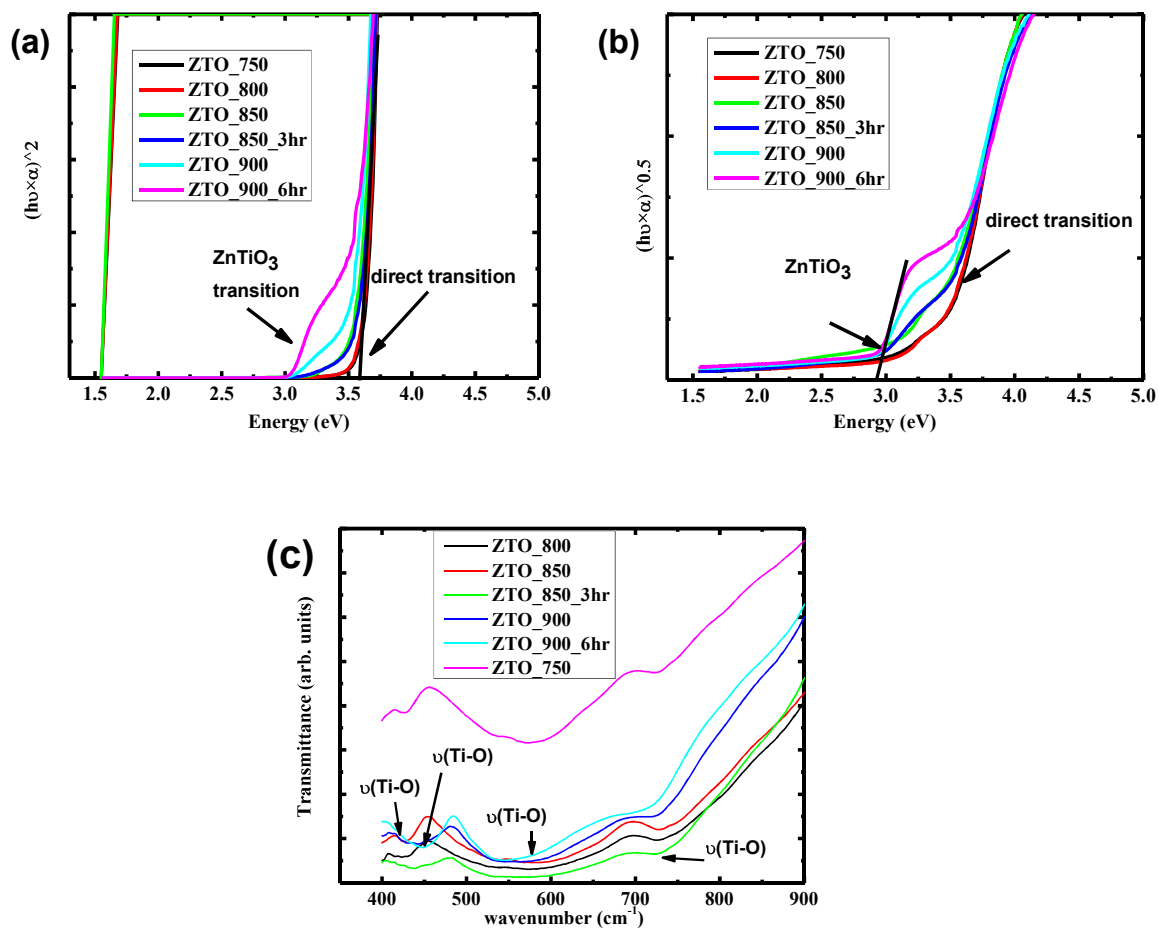 (a)
ZTO_750
ZTO_800
ZTO_850
ZTO_850_3hr
ZTO_900
ZTO_900_6hr
(hυ×α)^2
ZnTiO3
transition
direct transition
1.5 2.0 2.5 3.0 3.5 4.0 4.5 5.0
Energy (eV)
(b)
ZTO_750
ZTO_800
ZTO_850
ZTO_850_3hr
ZTO_900
ZTO_900_6hr
(hυ×α)^0.5
ZnTiO3
direct transition
1.5 2.0 2.5 3.0 3.5 4.0 4.5 5.0
Energy (eV)
(c)
ZTO_800
ZTO_850
ZTO_850_3hr
ZTO_900
ZTO_900_6hr
ZTO_750
Transmittance (arb. units)
υ(Ti-O)
υ(Ti-O)
υ(Ti-O)
υ(Ti-O)
400 500 600 700 800 900
wavenumber (cm-1)